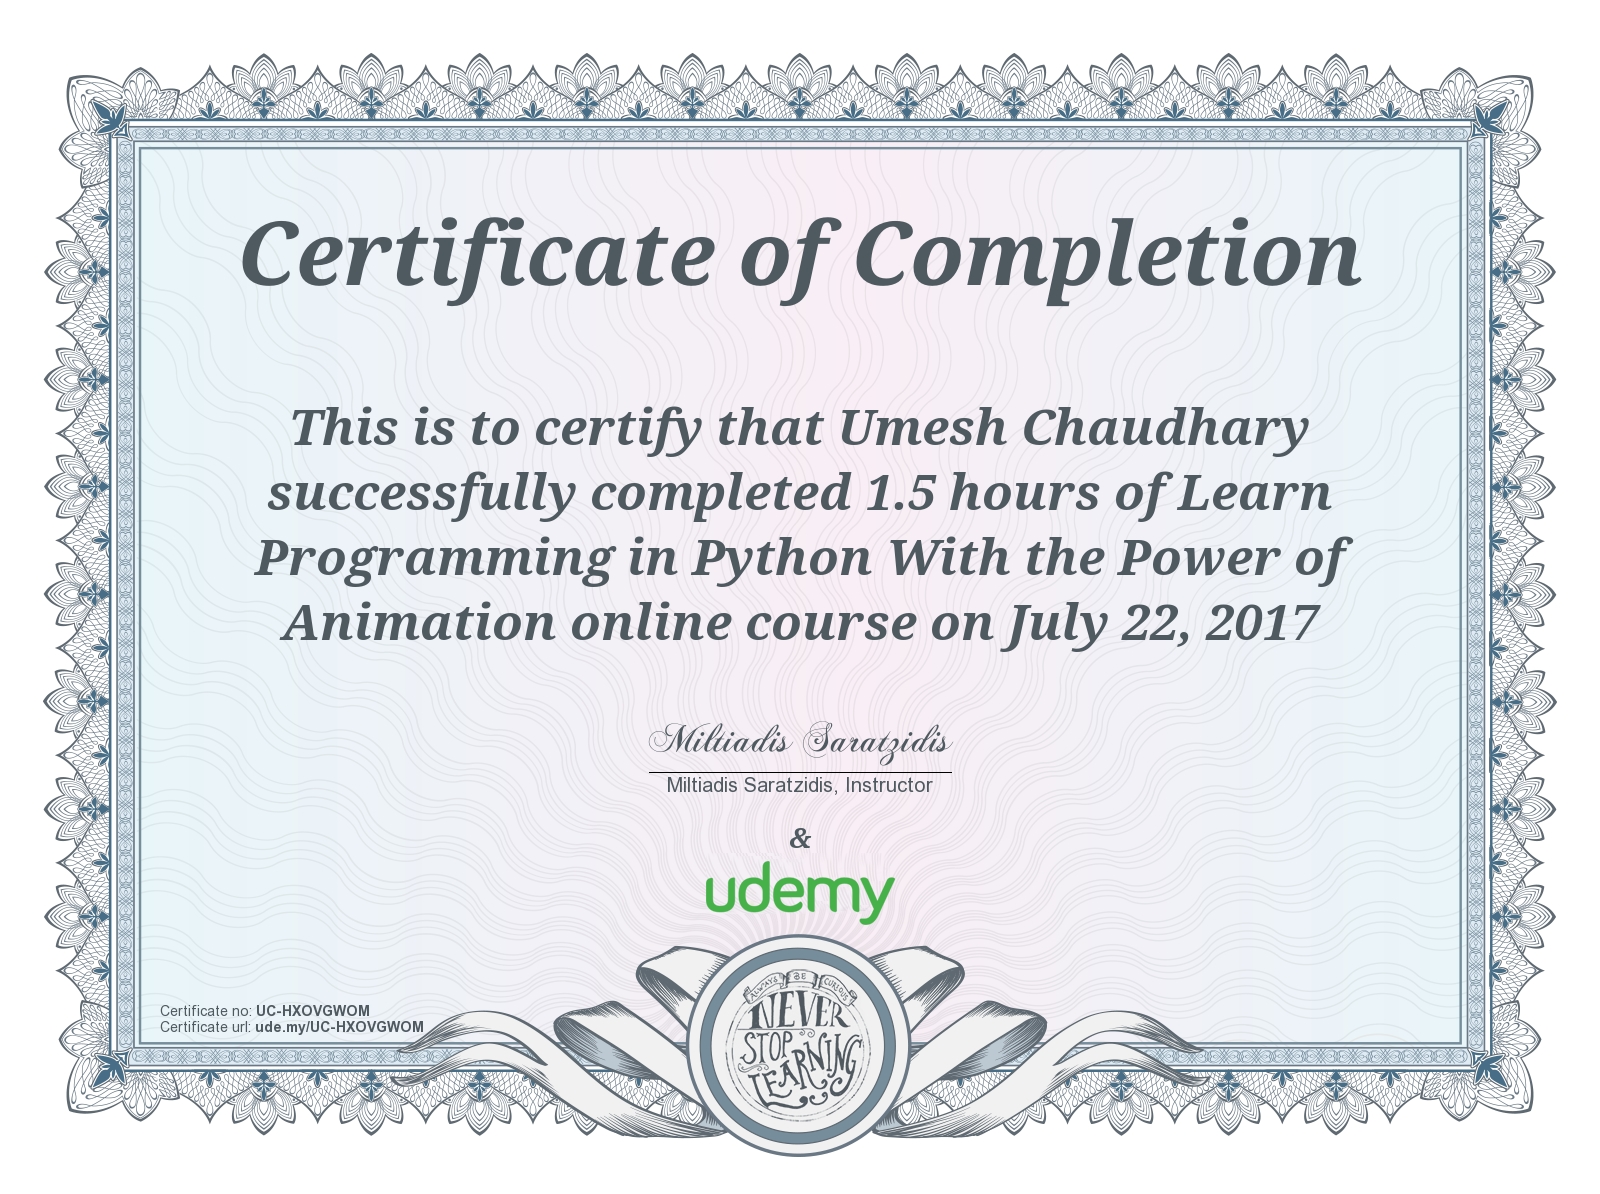 Certificate of Completion
This is to certify that Umesh Chaudhary
successfully completed 1.5 hours of Learn
Programming in Python With the Power of
Animation online course on July 22, 2017
Miltiadis Saratzidis
Miltiadis Saratzidis, Instructor
&
udemy
Certificate no: UC-HXOVGWOM
Certificate url: ude.my/UC-HXOVGWOM
ALWAYS BE CURIOUS
NEVER
STOP
LEARNING